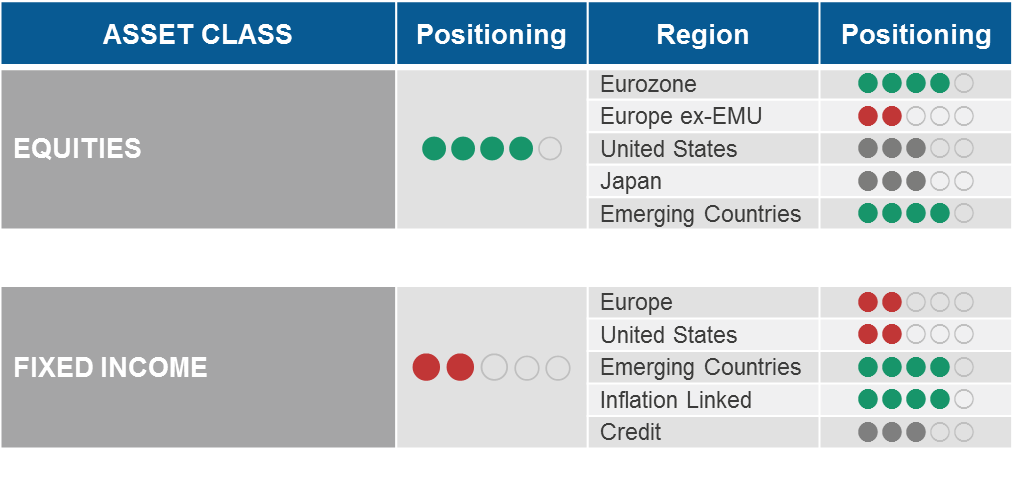 ASSET CLASS Positioning Region Positioning
EQUITIES
Eurozone
Europe ex-EMU
United States
Japan
Emerging Countries
FIXED INCOME
Europe
United States
Emerging Countries
Inflation Linked
Credit